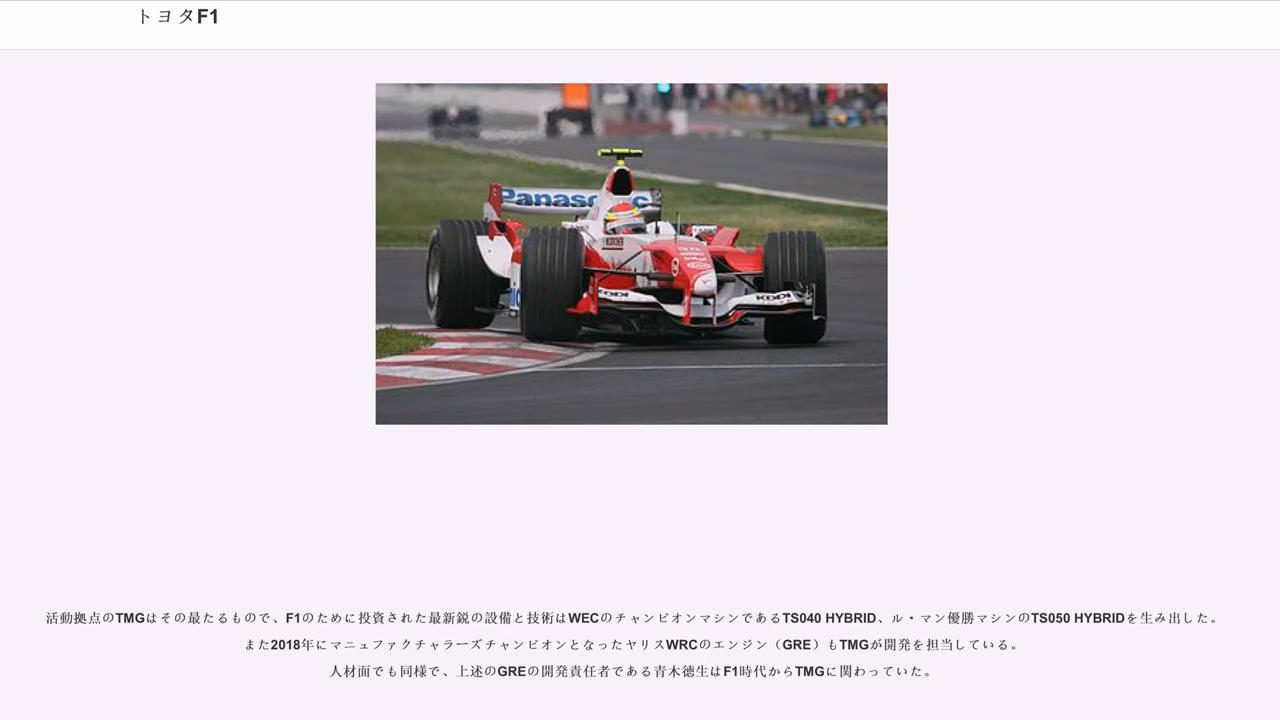 トヨタF1
Panasonic
KDDI
KDDI
活動拠点のTMGはその最たるもので、F1のために投資された最新鋭の設備と技術はWECのチャンピオンマシンであるTS040 HYBRID、ル・マン優勝マシンのTS050 HYBRIDを生み出した。
また2018年にマニュファクチャラーズチャンピオンとなったヤリスWRCのエンジン（GRE）もTMGが開発を担当している。
人材面でも同様で、上述のGREの開発責任者である青木徳生はF1時代からTMGに関わっていた。